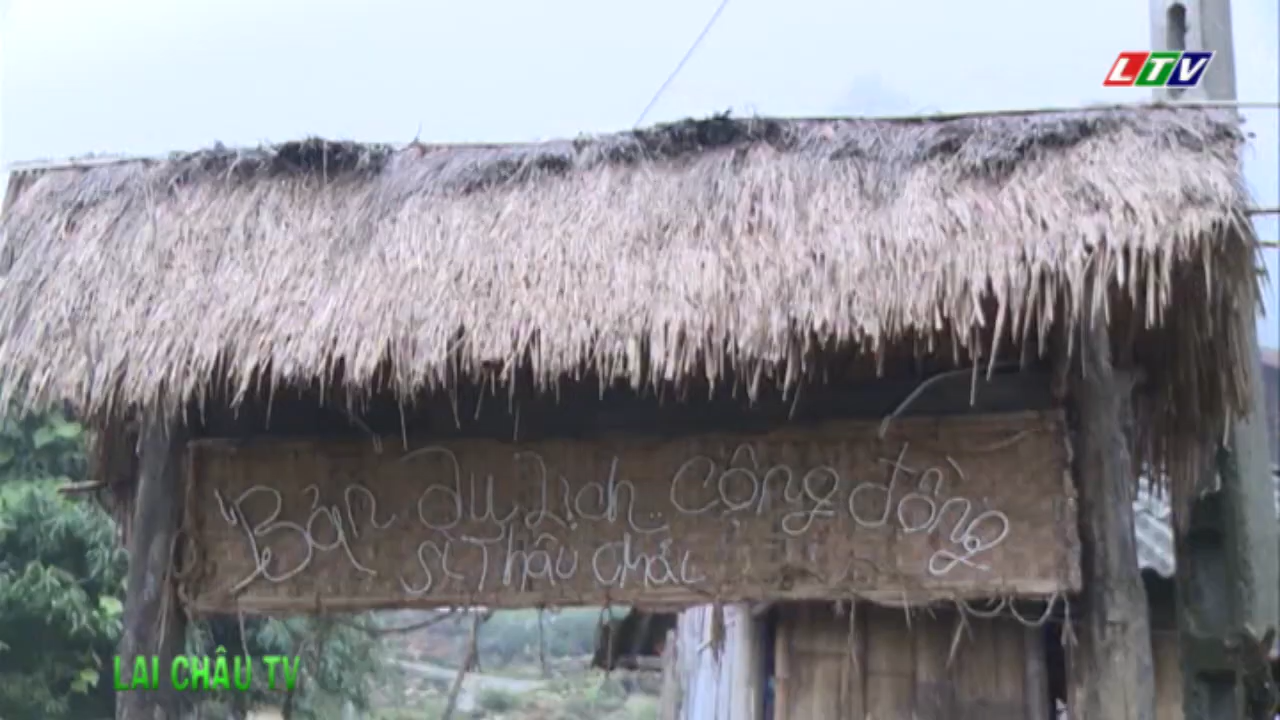 LTV
Bản du lịch cộng đồng
Sì Thâu Chải
LAI CHÂU TV